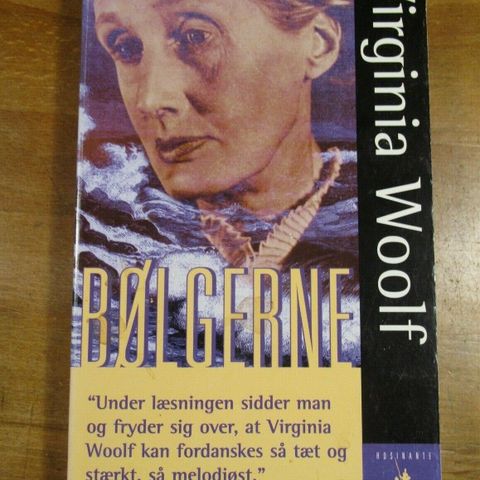 Virginia Woolf
BØLGERNE
“Under læsningen sidder man
og fryder sig over, at Virginia
Woolf kan fordanskes så tæt og
stærkt, så melodiøst.”
ROSINANTE